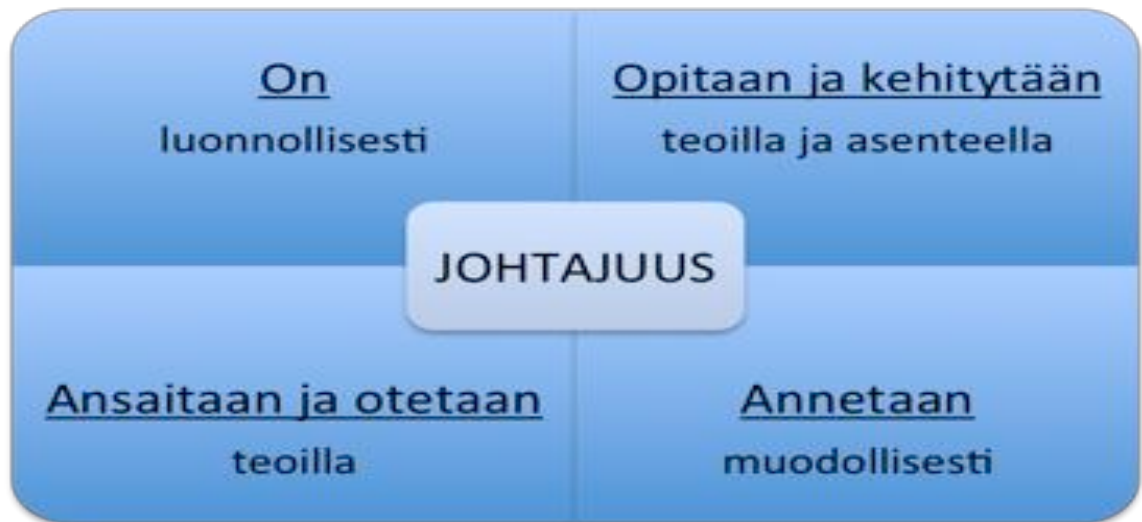 On
luonnollisesti
Opitaan ja kehitytään
teoilla ja asenteella
JOHTAJUUS
Ansaitaan ja otetaan
teoilla
Annetaan
muodollisesti